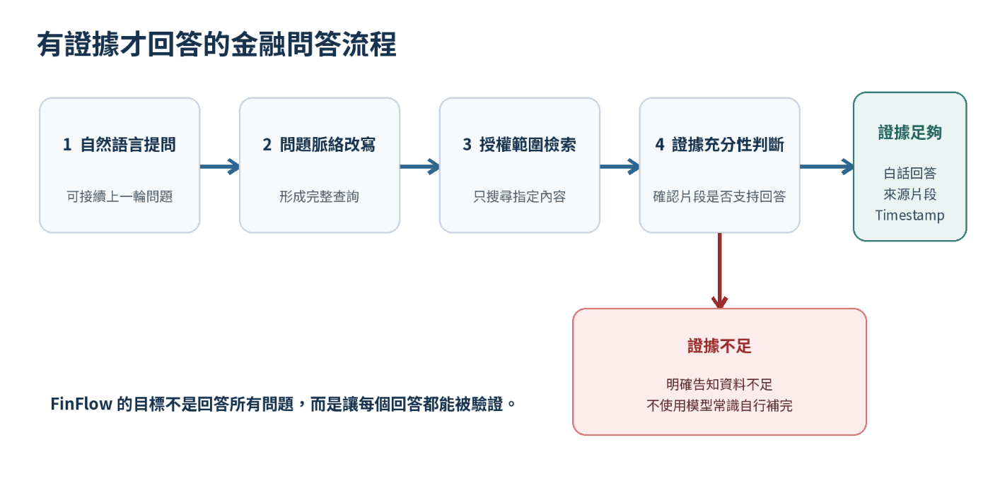 有證據才回答的金融問答流程
1 自然語言提問
可接續上一輪問題
2 問題脈絡改寫
形成完整查詢
3 授權範圍檢索
只搜尋指定內容
4 證據充分性判斷
確認片段是否支持回答
證據足夠
白話回答
來源片段
Timestamp
證據不足
明確告知資料不足
不使用模型常識自行補完
FinFlow 的目標不是回答所有問題，而是讓每個回答都能被驗證。